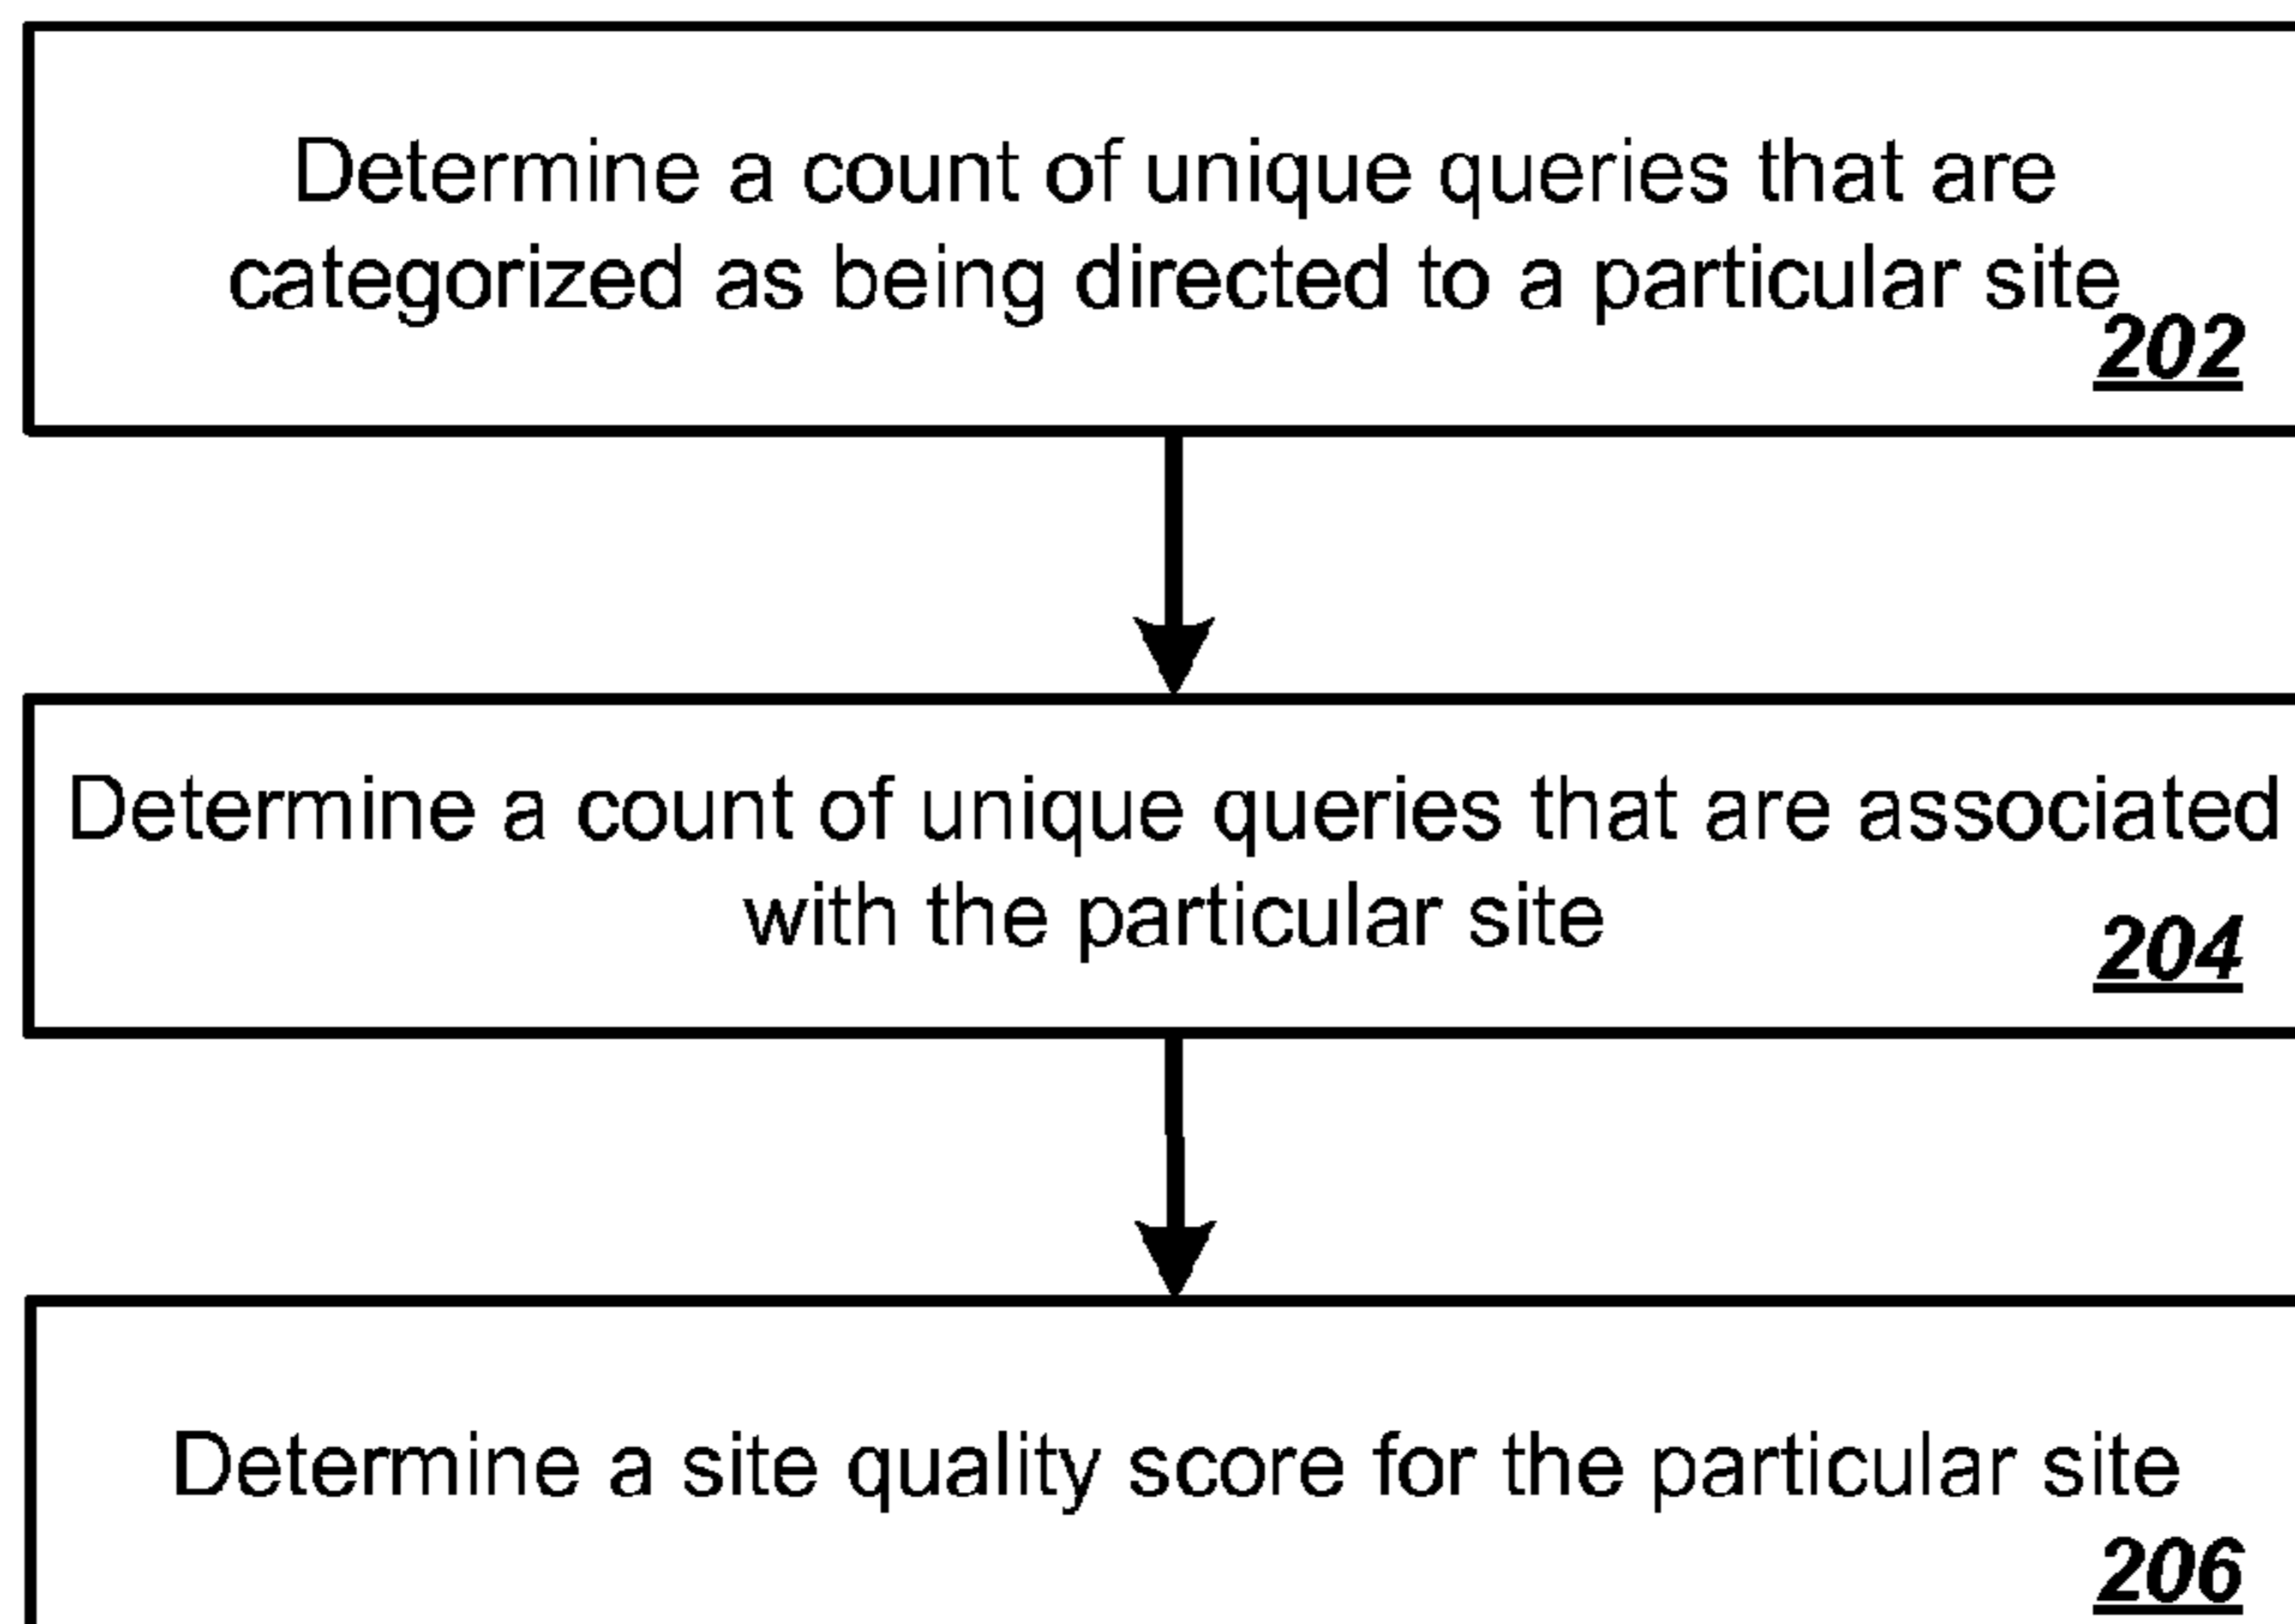 Determine a count of unique queries that are
categorized as being directed to a particular site
202
Determine a count of unique queries that are associated
with the particular site
204
Determine a site quality score for the particular site
206